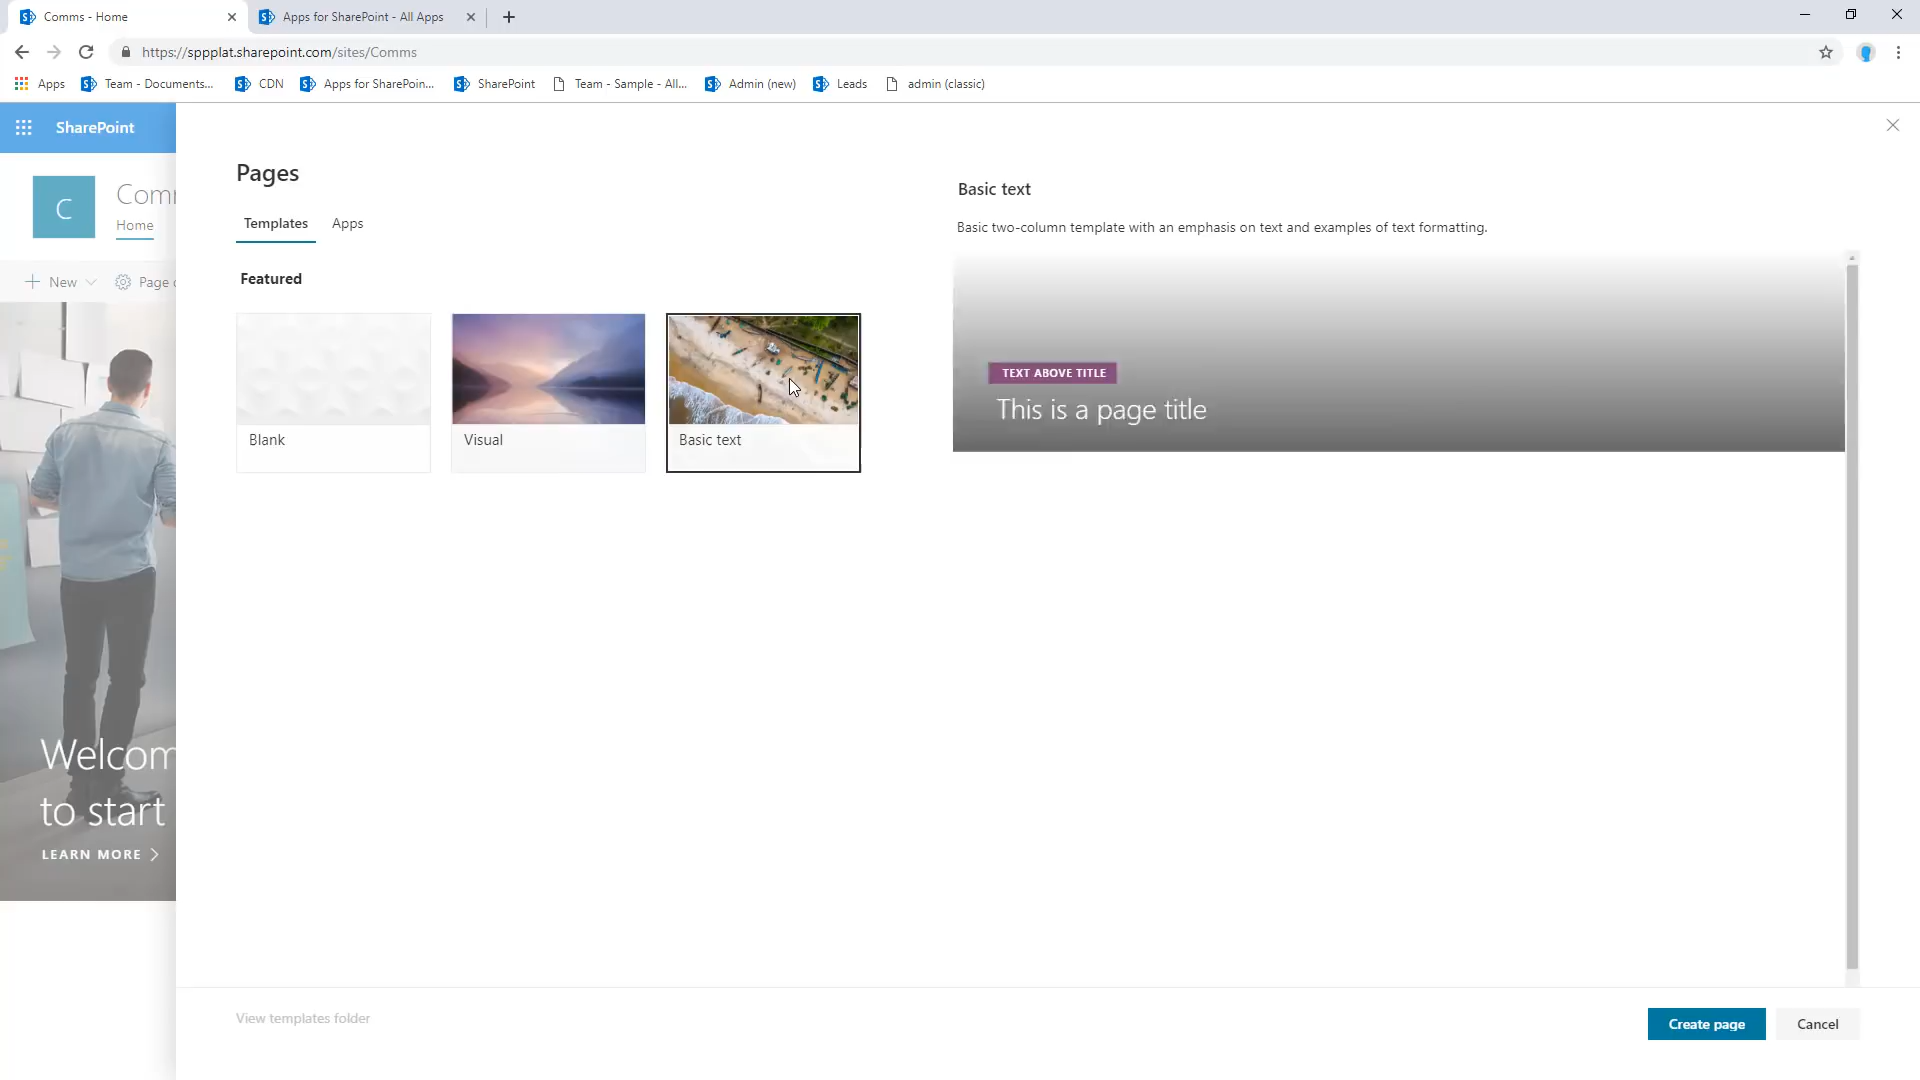 Comms - Home
Apps for SharePoint - All Apps
https://sppplat.sharepoint.com/sites/Comms
Apps
Team - Documents...
CDN
Apps for SharePoin...
SharePoint
Team - Sample - All...
Admin (new)
Leads
admin (classic)
SharePoint
C
Com
Home
New
Page
Welcom
to start
LEARN MORE
Pages
Templates
Apps
Featured
Blank
Visual
Basic text
Basic text
Basic two-column template with an emphasis on text and examples of text formatting.
TEXT ABOVE TITLE
This is a page title
View templates folder
Create page
Cancel